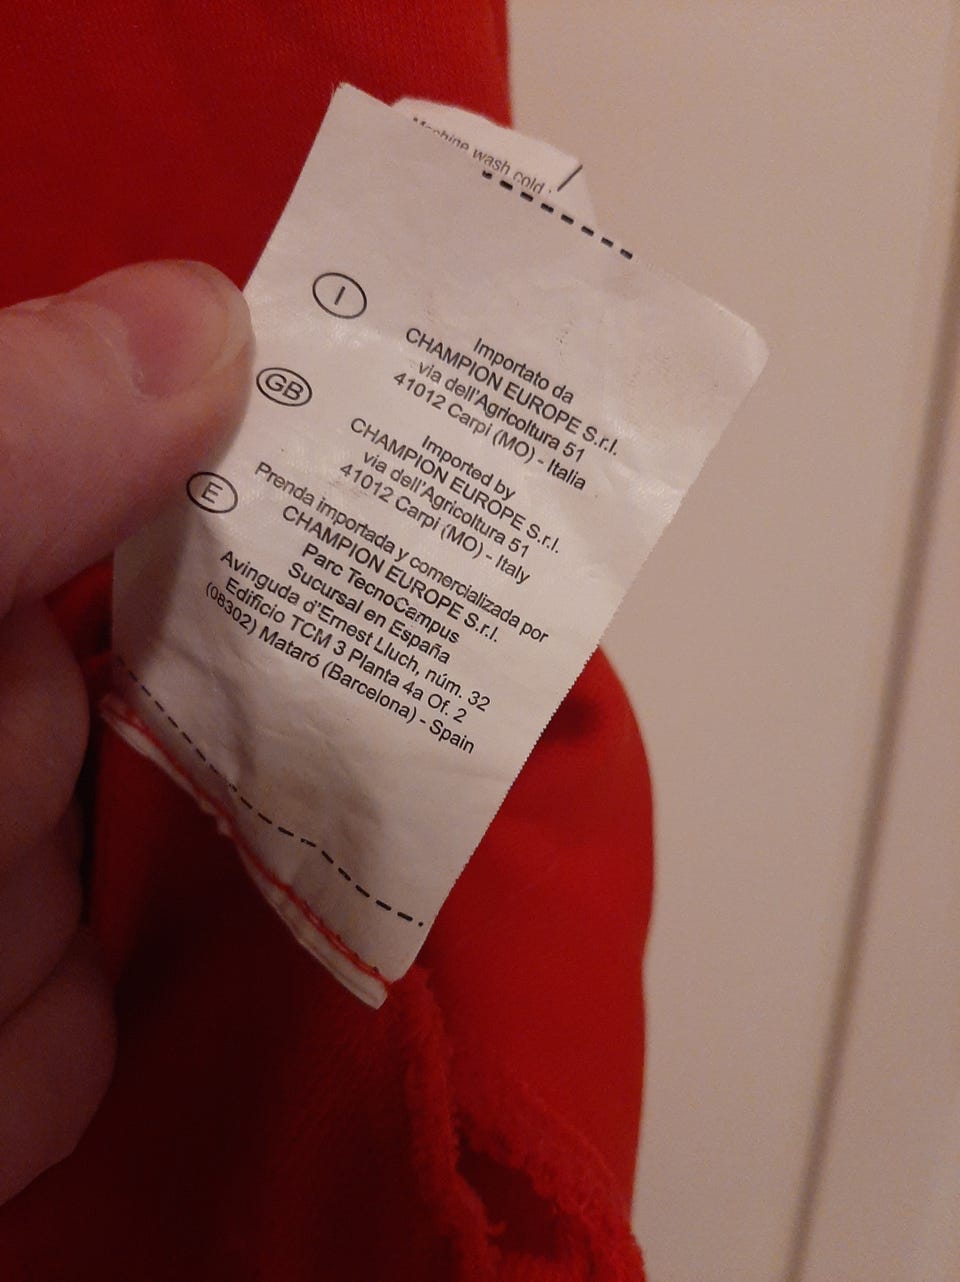 Machine wash cold
I
Importato da
CHAMPION EUROPE S.r.l.
via dell'Agricoltura 51
41012 Carpi (MO) - Italia
GB
Imported by
CHAMPION EUROPE S.r.l.
via dell'Agricoltura 51
41012 Carpi (MO) - Italy
E
Prenda importada y comercializada por
CHAMPION EUROPE S.r.l.
Parc TecnoCampus
Sucursal en España
Avinguda d'Ernest Lluch, núm. 32
Edificio TCM 3 Planta 4a Of. 2
(08302) Mataró (Barcelona) - Spain